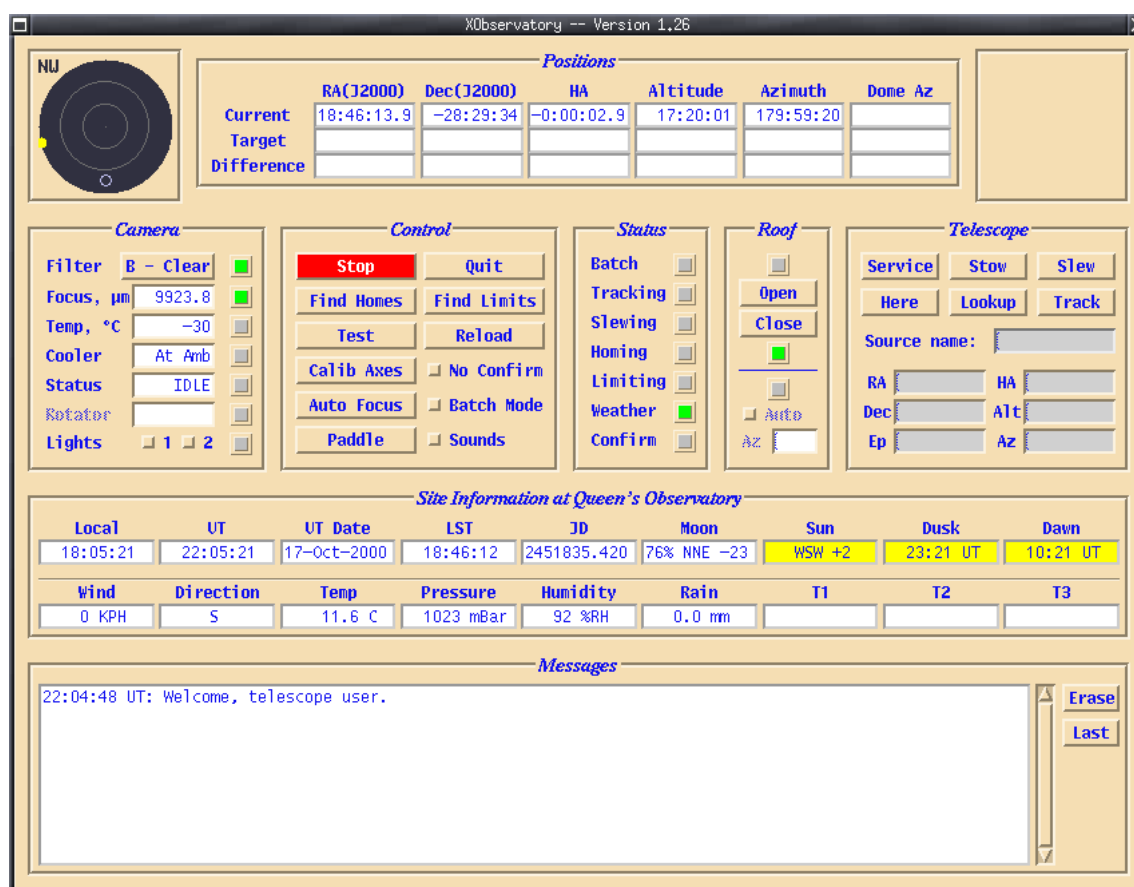 XObservatory -- Version 1.26
NW
Positions
RA(J2000) Dec(J2000) HA Altitude Azimuth Dome Az
Current 18:46:13.9 -28:29:34 -0:00:02.9 17:20:01 179:59:20
Target
Difference
Camera
Filter B - Clear
Focus, µm 9923.8
Temp, °C -30
Cooler At Amb
Status IDLE
Rotator
Lights 1 2
Control
Stop Quit
Find Homes Find Limits
Test Reload
Calib Axes No Confirm
Auto Focus Batch Mode
Paddle Sounds
Status
Batch
Tracking
Slewing
Homing
Limiting
Weather
Confirm
Roof
Open
Close
Auto
Az
Telescope
Service Stow Slew
Here Lookup Track
Source name:
RA HA
Dec Alt
Ep Az
Site Information at Queen's Observatory
Local UT UT Date LST JD Moon Sun Dusk Dawn
18:05:21 22:05:21 17-Oct-2000 18:46:12 2451835.420 76% NNE -23 WSW +2 23:21 UT 10:21 UT
Wind Direction Temp Pressure Humidity Rain T1 T2 T3
0 KPH S 11.6 C 1023 mBar 92 %RH 0.0 mm
Messages
22:04:48 UT: Welcome, telescope user.
Erase
Last